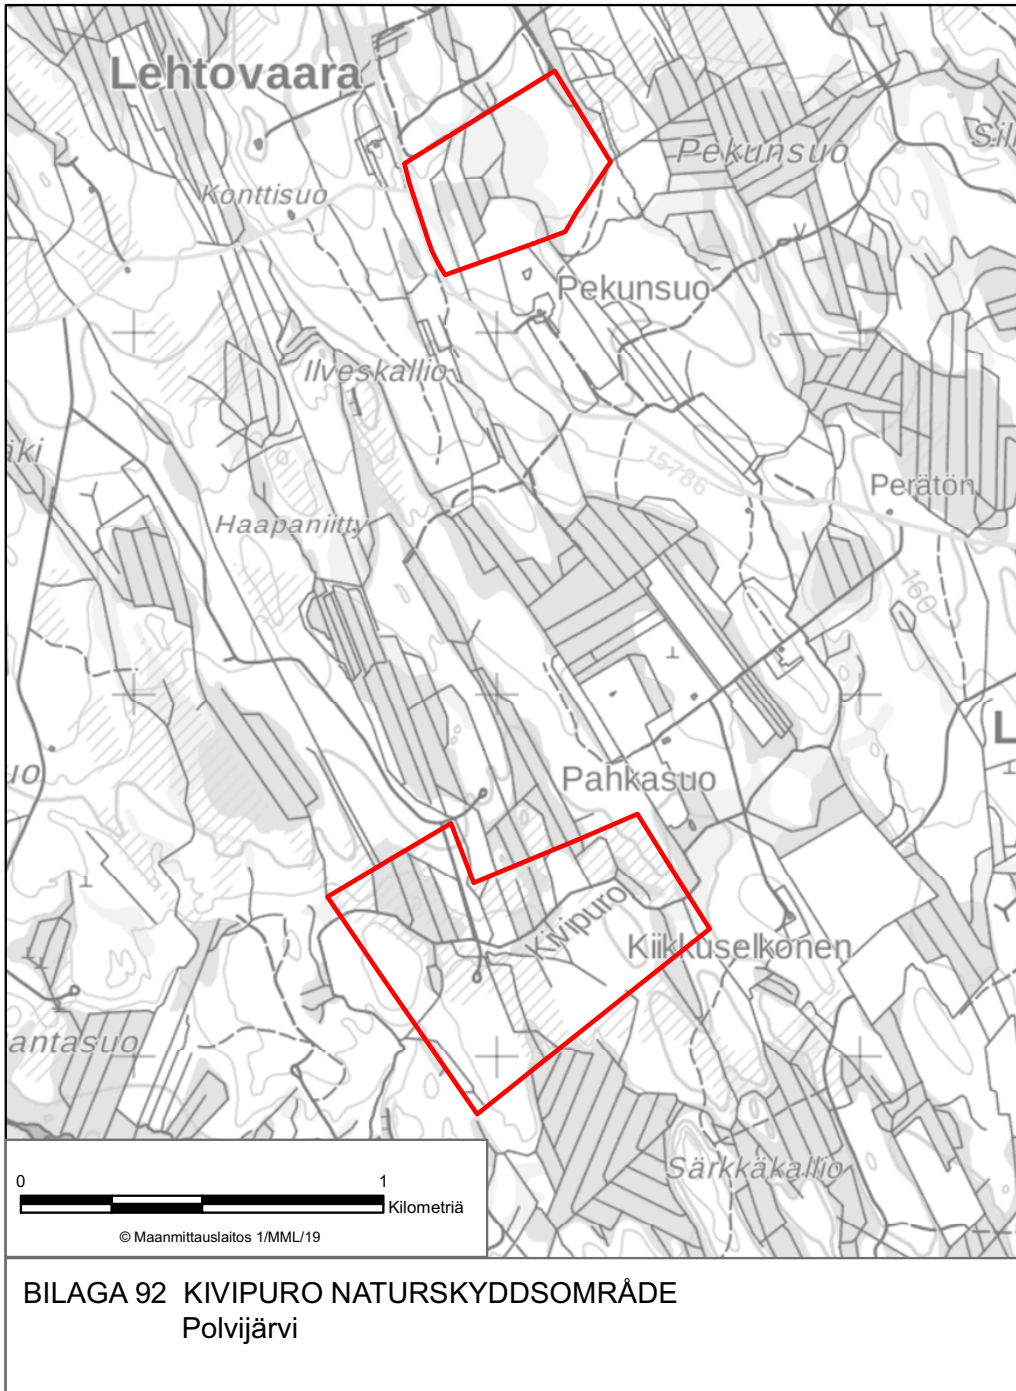 Lehtovaara
Pekunsuo
Konttisuo
Pekunsuo
Ilveskallio
15786
Perätön
Haapaniitty
160
Pahkasuo
Kivipuro
Kiikkuselkonen
antasuo
Särkkäkallio
0 1
Kilometriä
© Maanmittauslaitos 1/MML/19
BILAGA 92 KIVIPURO NATURSKYDDSOMRÅDE
Polvijärvi